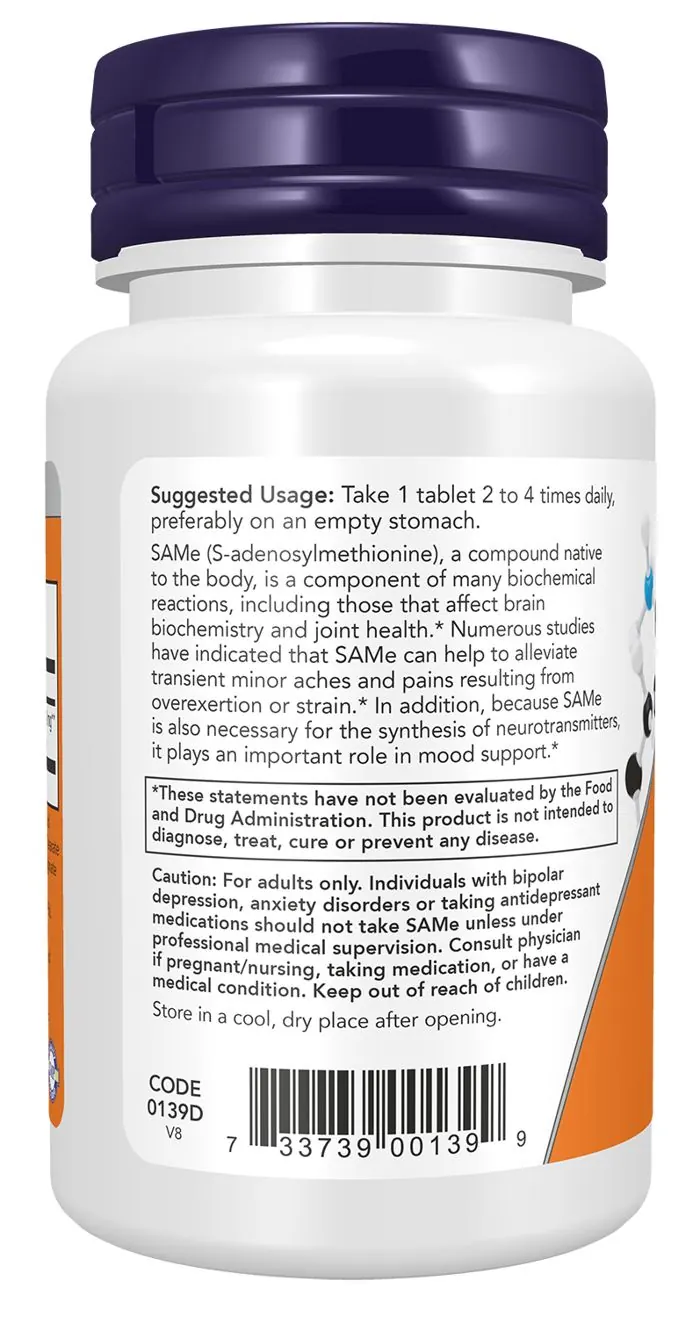 Suggested Usage: Take 1 tablet 2 to 4 times daily,
preferably on an empty stomach.
SAMe (S-adenosylmethionine), a compound native
to the body, is a component of many biochemical
reactions, including those that affect brain
biochemistry and joint health.* Numerous studies
have indicated that SAMe can help to alleviate
transient minor aches and pains resulting from
overexertion or strain.* In addition, because SAMe
is also necessary for the synthesis of neurotransmitters,
it plays an important role in mood support.*
*These statements have not been evaluated by the Food
and Drug Administration. This product is not intended to
diagnose, treat, cure or prevent any disease.
Caution: For adults only. Individuals with bipolar
depression, anxiety disorders or taking antidepressant
medications should not take SAMe unless under
professional medical supervision. Consult physician
if pregnant/nursing, taking medication, or have a
medical condition. Keep out of reach of children.
Store in a cool, dry place after opening.
CODE
0139D
V8
7 33739 00139 9